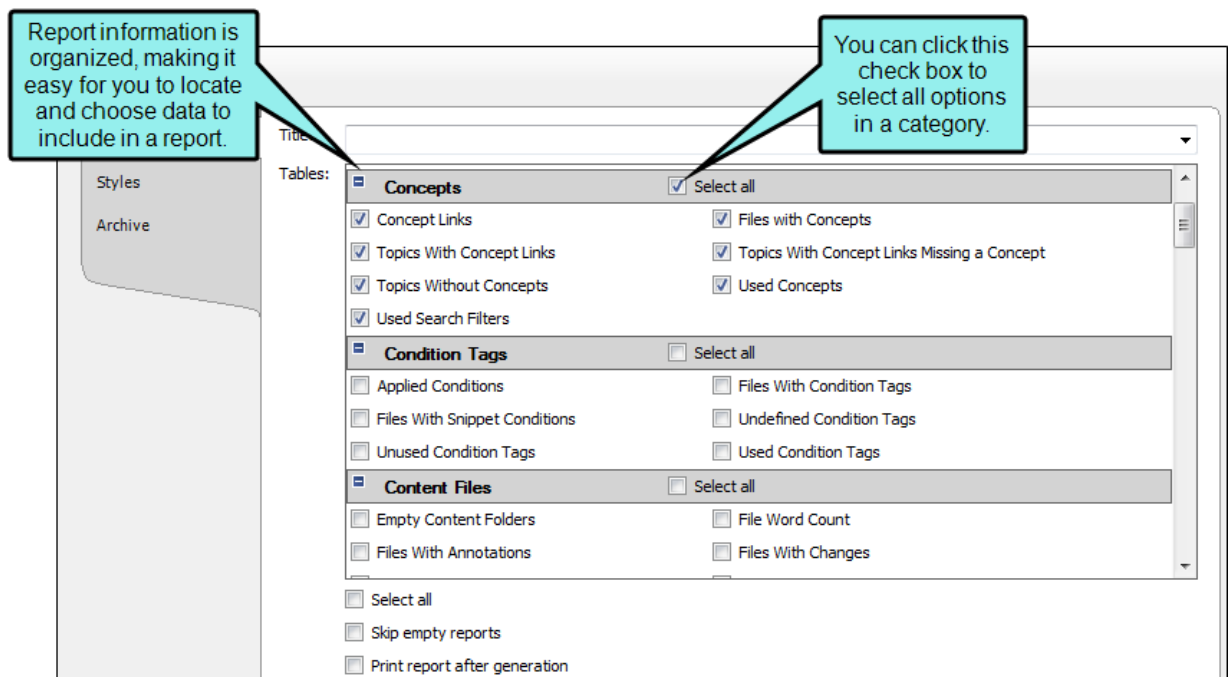 Report information is
organized, making it
easy for you to locate
and choose data to
include in a report.
You can click this
check box to
select all options
in a category.
Title
Styles
Archive
Tables:
Concepts Select all
Concept Links Files with Concepts
Topics With Concept Links Topics With Concept Links Missing a Concept
Topics Without Concepts Used Concepts
Used Search Filters
Condition Tags Select all
Applied Conditions Files With Condition Tags
Files With Snippet Conditions Undefined Condition Tags
Unused Condition Tags Used Condition Tags
Content Files Select all
Empty Content Folders File Word Count
Files With Annotations Files With Changes
Select all
Skip empty reports
Print report after generation